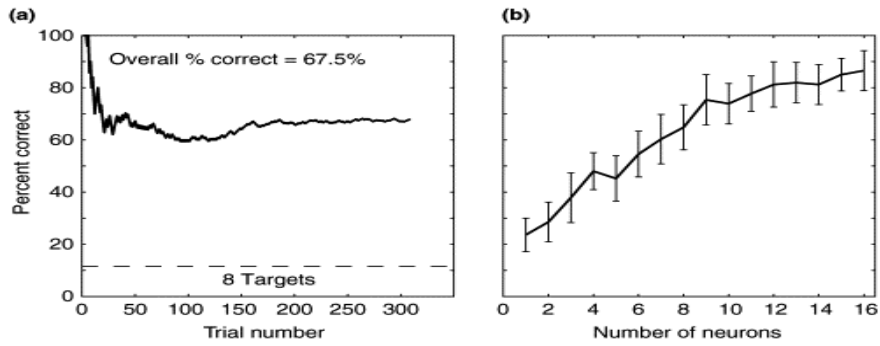 (a)
Percent correct
100
80
60
40
20
0
Overall % correct = 67.5%
8 Targets
0 50 100 150 200 250 300
Trial number
(b)
0 2 4 6 8 10 12 14 16
Number of neurons